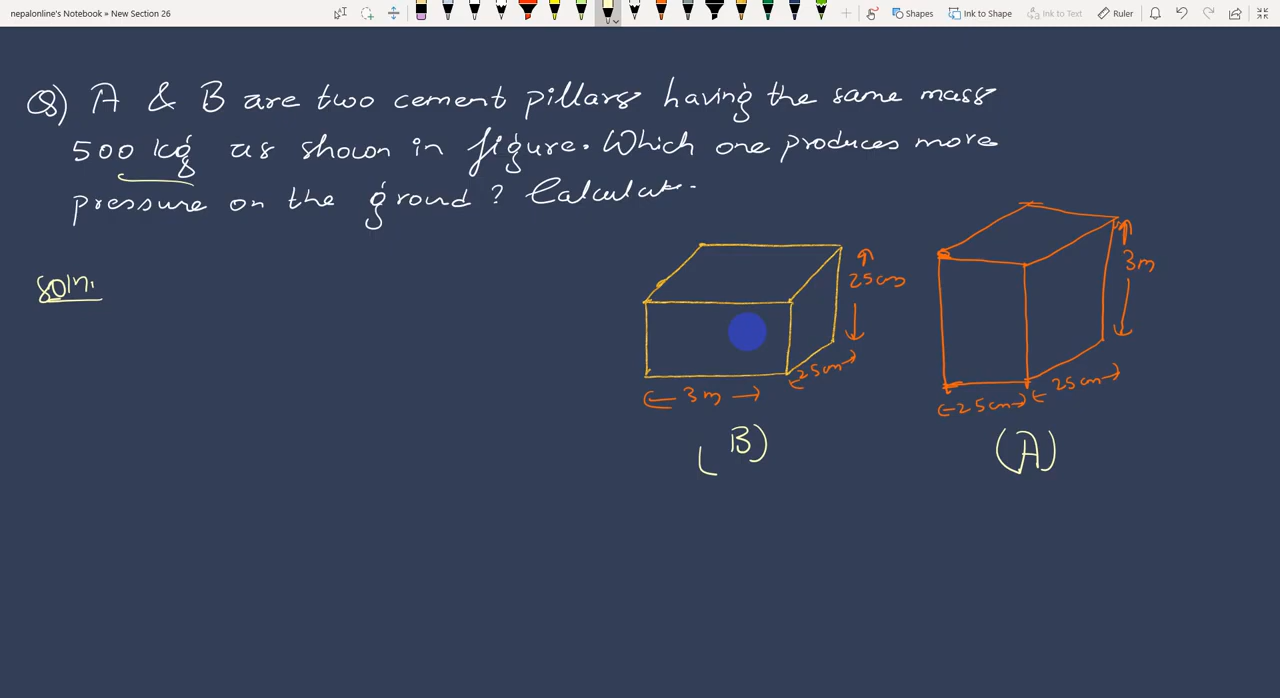 nepalonline's Notebook » New Section 26
Shapes
Ink to Shape
Ink to Text
Ruler
Q) A & B are two cement pillars having the same mass
500 kg as shown in figure. Which one produces more
pressure on the ground ? Calculate.
Soln.
25cm
25cm
3m
(B)
3m
25cm
25cm
(A)